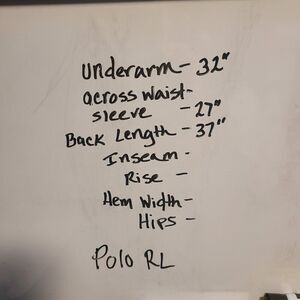 Underarm - 32"
across waist -
sleeve - 27"
Back Length - 37"
Inseam -
Rise -
Hem Width -
Hips -
Polo RL